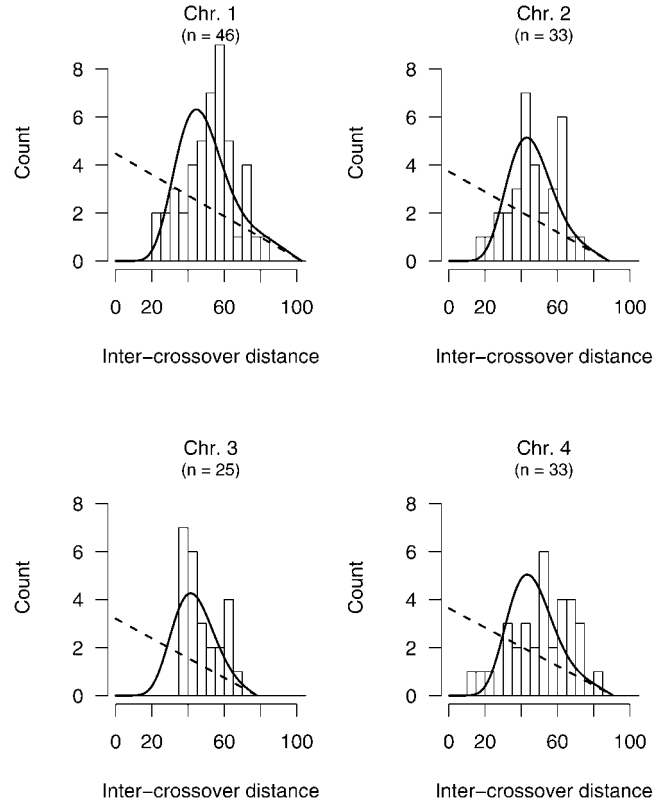 Chr. 1
(n = 46)
Count
8
6
4
2
0
0 20 60 100
Inter−crossover distance
Chr. 2
(n = 33)
Count
8
6
4
2
0
0 20 60 100
Inter−crossover distance
Chr. 3
(n = 25)
Count
8
6
4
2
0
0 20 60 100
Inter−crossover distance
Chr. 4
(n = 33)
Count
8
6
4
2
0
0 20 60 100
Inter−crossover distance